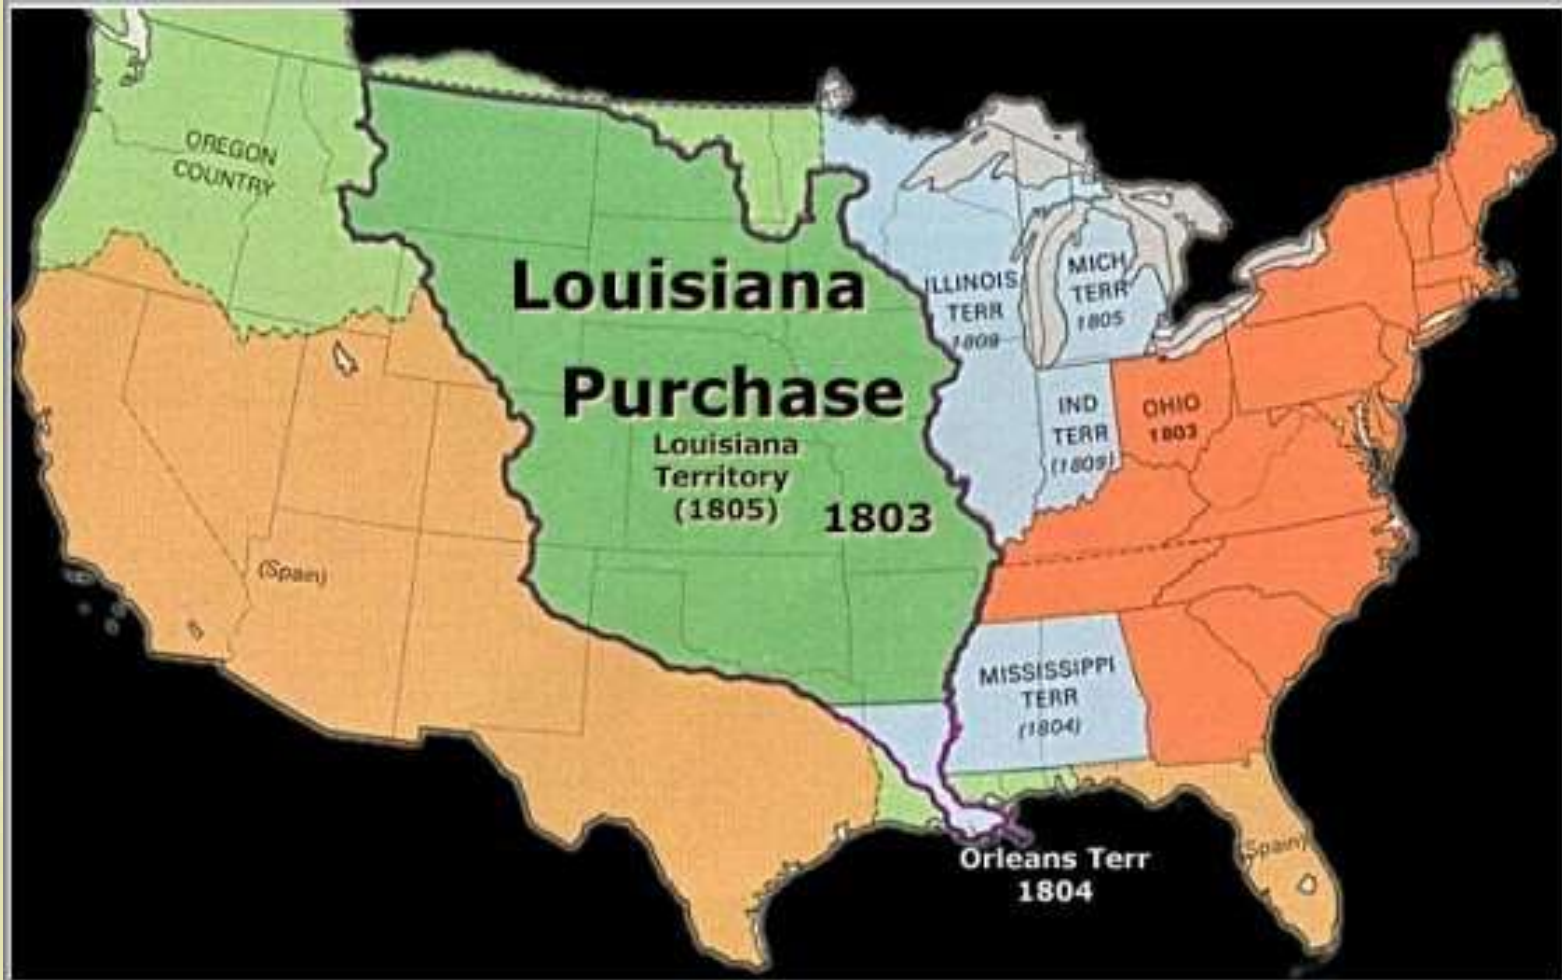 OREGON
COUNTRY
Louisiana
Purchase
Louisiana
Territory
(1805)
1803
ILLINOIS
TERR
1809
MICH
TERR
1805
IND
TERR
(1809)
OHIO
1803
(Spain)
MISSISSIPPI
TERR
(1804)
(Spain)
Orleans Terr
1804